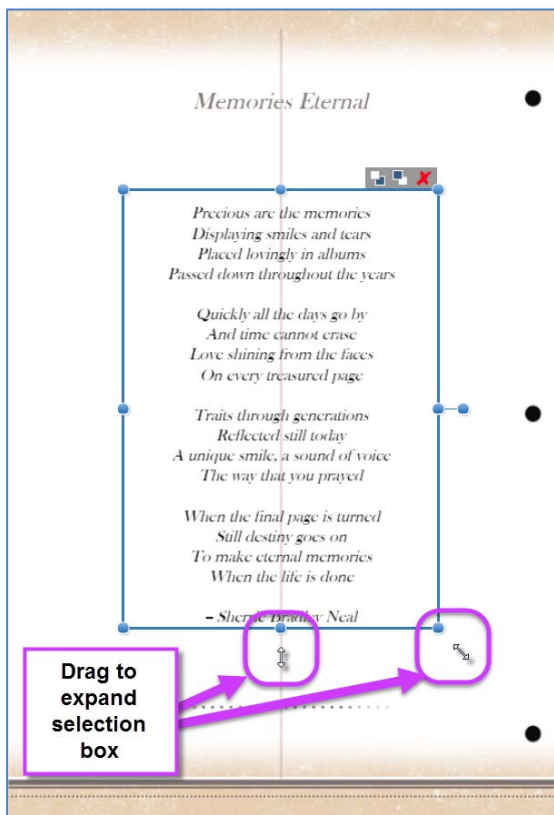 Memories Eternal
Precious are the memories
Displaying smiles and tears
Placed lovingly in albums
Passed down throughout the years
Quickly all the days go by
And time cannot erase
Love shining from the faces
On every treasured page
Traits through generations
Reflected still today
A unique smile, a sound of voice
The way that you prayed
When the final page is turned
Still destiny goes on
To make eternal memories
When the life is done
– Sherrie Bradley Neal
Drag to
expand
selection
box